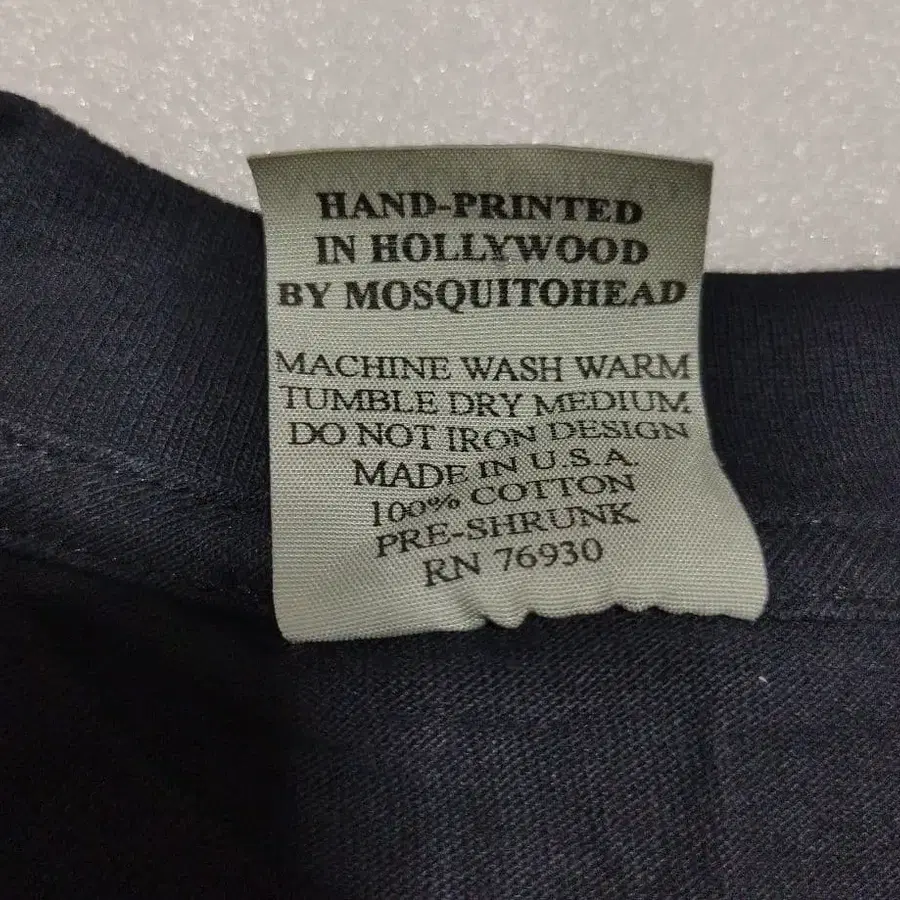 HAND-PRINTED
IN HOLLYWOOD
BY MOSQUITOHEAD
MACHINE WASH WARM
TUMBLE DRY MEDIUM.
DO NOT IRON DESIGN
MADE IN U.S.A.
100% COTTON
PRE-SHRUNK
RN 76930